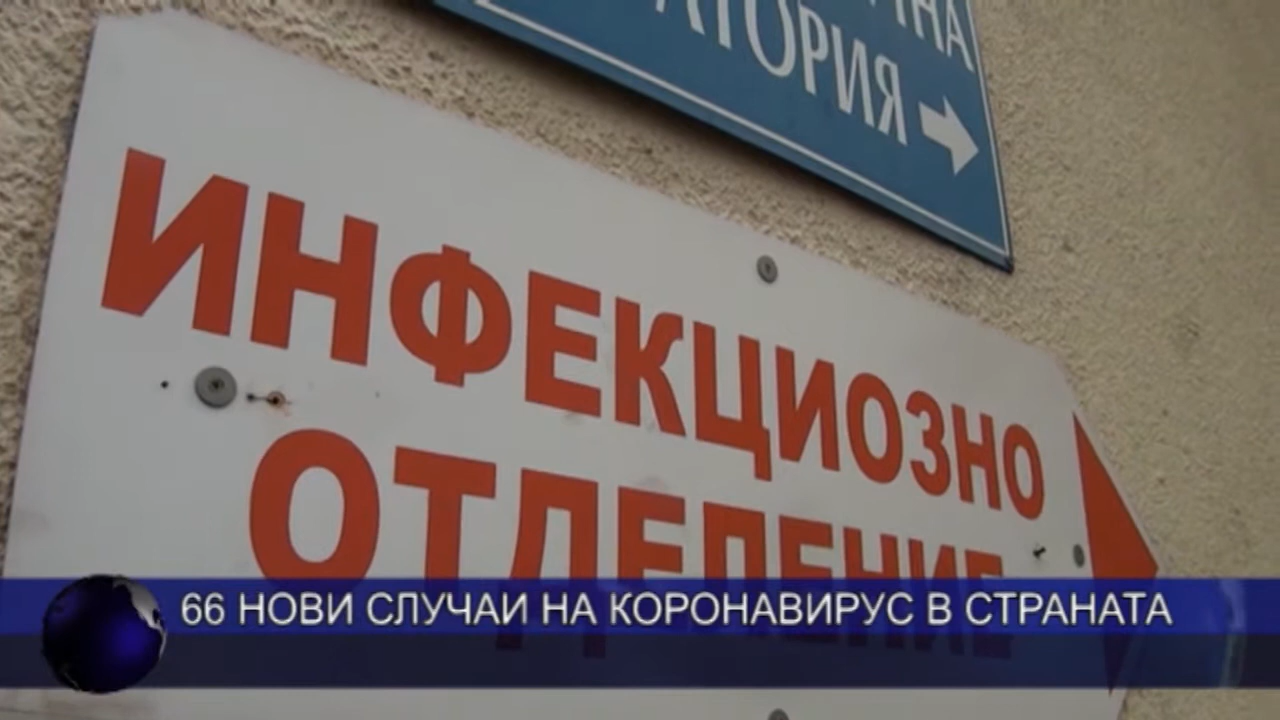 ИНФЕКЦИОЗНО
ОТДЕЛЕНИЕ
66 НОВИ СЛУЧАИ НА КОРОНАВИРУС В СТРАНАТА